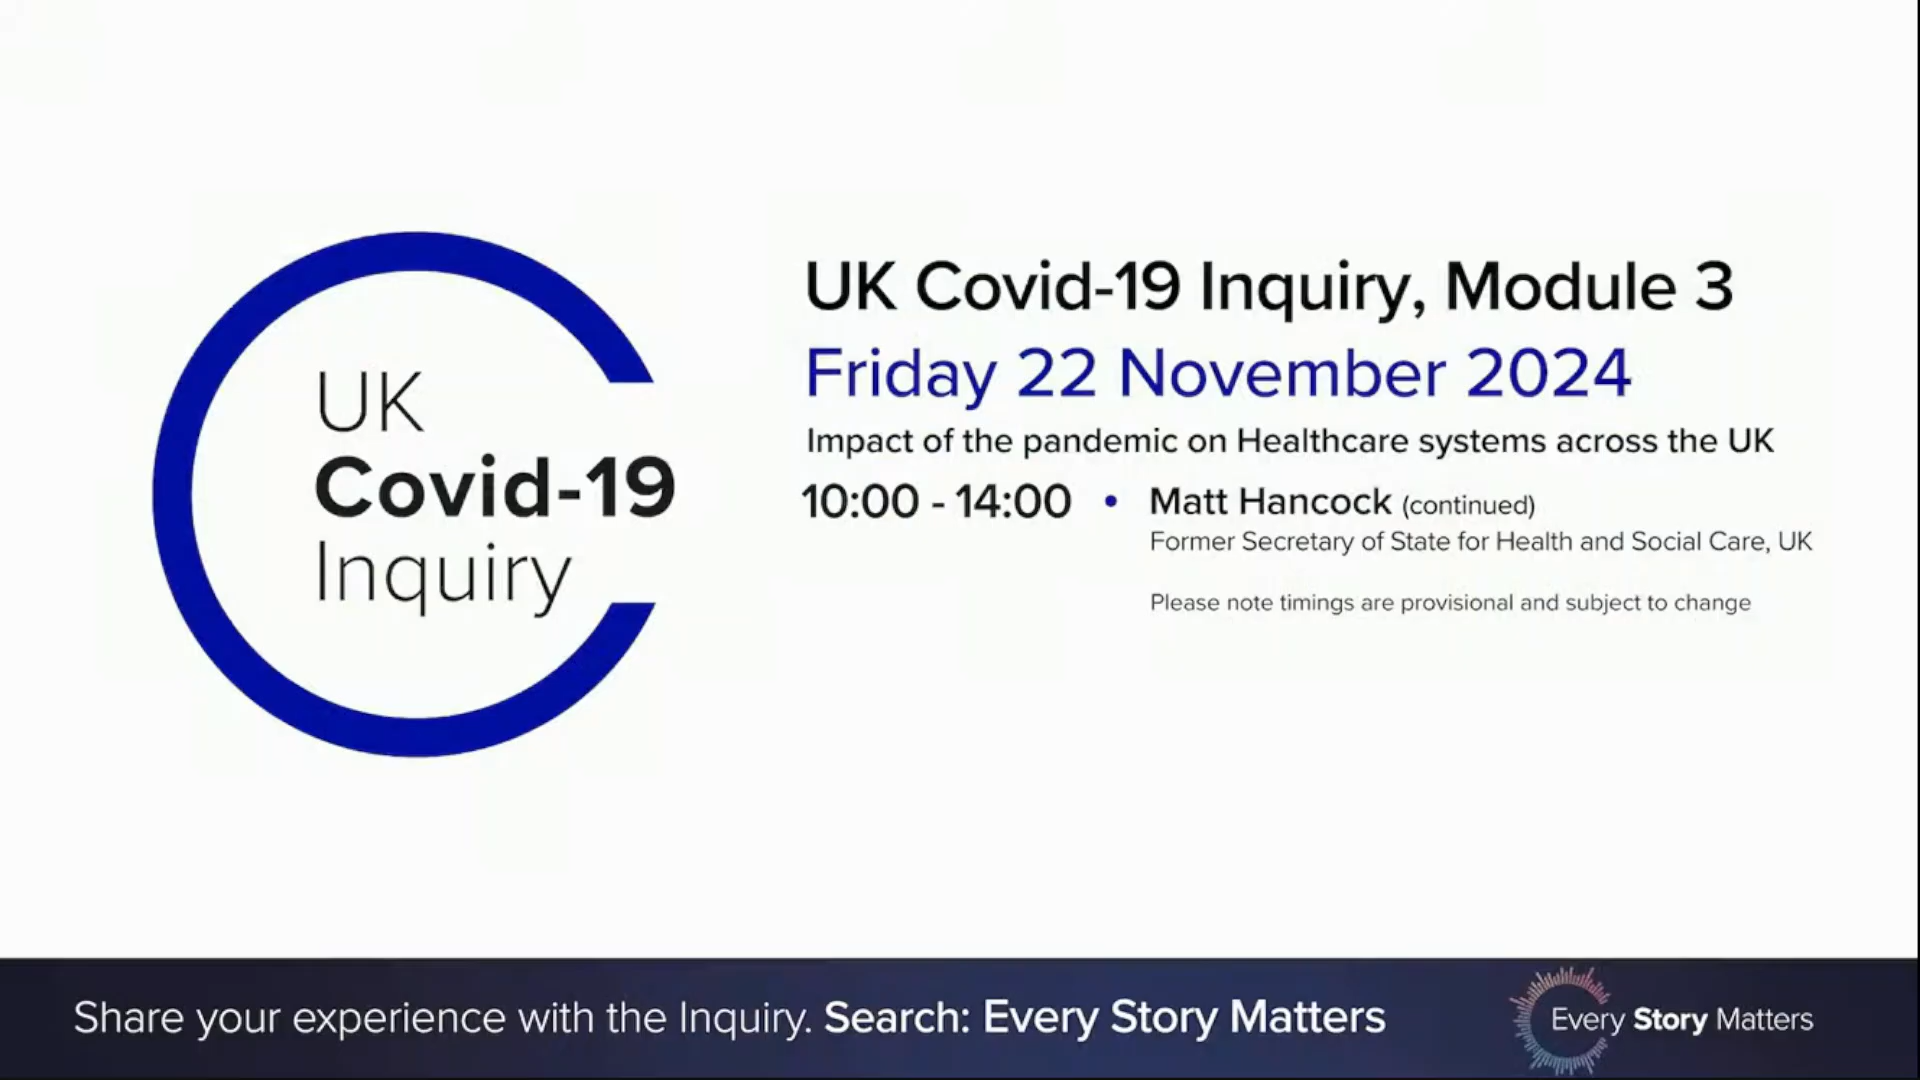 UK
Covid-19
Inquiry
UK Covid-19 Inquiry, Module 3
Friday 22 November 2024
Impact of the pandemic on Healthcare systems across the UK
10:00 - 14:00 • Matt Hancock (continued)
Former Secretary of State for Health and Social Care, UK
Please note timings are provisional and subject to change
Share your experience with the Inquiry. Search: Every Story Matters
Every Story Matters